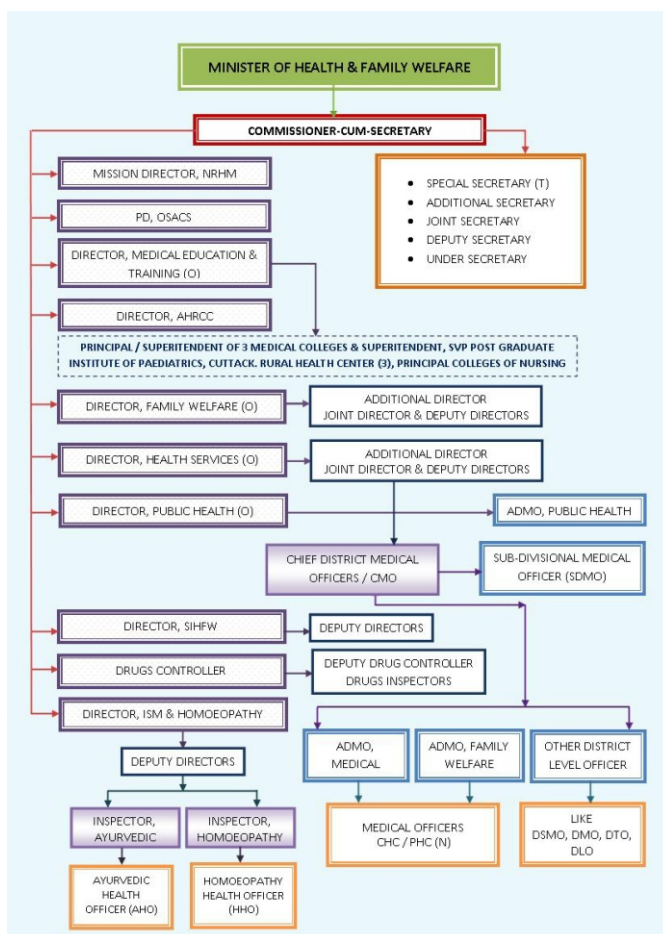 MINISTER OF HEALTH & FAMILY WELFARE
COMMISSIONER-CUM-SECRETARY
MISSION DIRECTOR, NRHM
• SPECIAL SECRETARY (T)
• ADDITIONAL SECRETARY
• JOINT SECRETARY
• DEPUTY SECRETARY
• UNDER SECRETARY
PD, OSACS
DIRECTOR, MEDICAL EDUCATION &
TRAINING (O)
DIRECTOR, AHRCC
PRINCIPAL / SUPERITENDENT OF 3 MEDICAL COLLEGES & SUPERITENDENT, SVP POST GRADUATE
INSTITUTE OF PAEDIATRICS, CUTTACK. RURAL HEALTH CENTER (3), PRINCIPAL COLLEGES OF NURSING
DIRECTOR, FAMILY WELFARE (O)
ADDITIONAL DIRECTOR
JOINT DIRECTOR & DEPUTY DIRECTORS
DIRECTOR, HEALTH SERVICES (O)
ADDITIONAL DIRECTOR
JOINT DIRECTOR & DEPUTY DIRECTORS
DIRECTOR, PUBLIC HEALTH (O)
ADMO, PUBLIC HEALTH
CHIEF DISTRICT MEDICAL
OFFICERS / CMO
SUB-DIVISIONAL MEDICAL
OFFICER (SDMO)
DIRECTOR, SIHFW
DEPUTY DIRECTORS
DRUGS CONTROLLER
DEPUTY DRUG CONTROLLER
DRUGS INSPECTORS
DIRECTOR, ISM & HOMOEOPATHY
DEPUTY DIRECTORS
ADMO,
MEDICAL
ADMO, FAMILY
WELFARE
OTHER DISTRICT
LEVEL OFFICER
INSPECTOR,
AYURVEDIC
INSPECTOR,
HOMOEOPATHY
MEDICAL OFFICERS
CHC / PHC (N)
LIKE
DSMO, DMO, DTO,
DLO
AYURVEDIC
HEALTH
OFFICER (AHO)
HOMOEOPATHY
HEALTH OFFICER
(HHO)